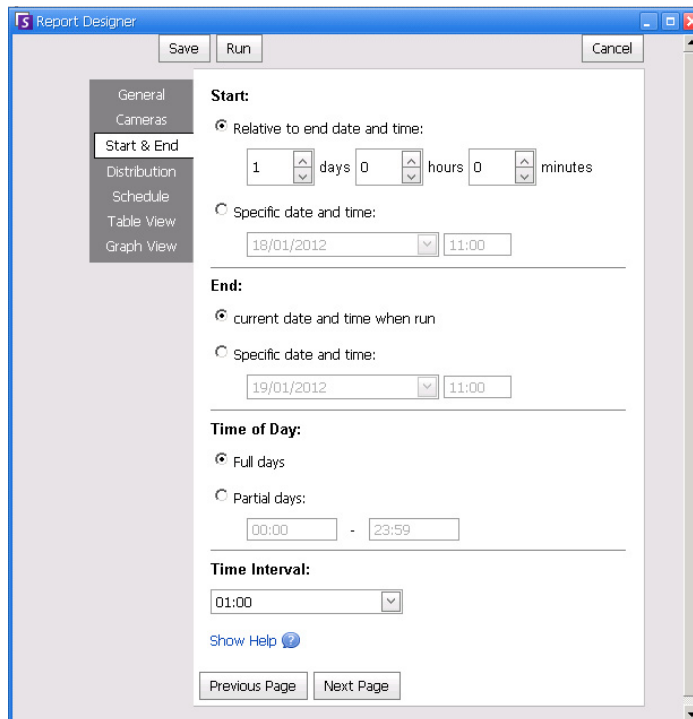 Report Designer
Save Run Cancel
General
Cameras
Start & End
Distribution
Schedule
Table View
Graph View
Start:
Relative to end date and time:
1 days 0 hours 0 minutes
Specific date and time:
18/01/2012 11:00
End:
current date and time when run
Specific date and time:
19/01/2012 11:00
Time of Day:
Full days
Partial days:
00:00 - 23:59
Time Interval:
01:00
Show Help ?
Previous Page Next Page